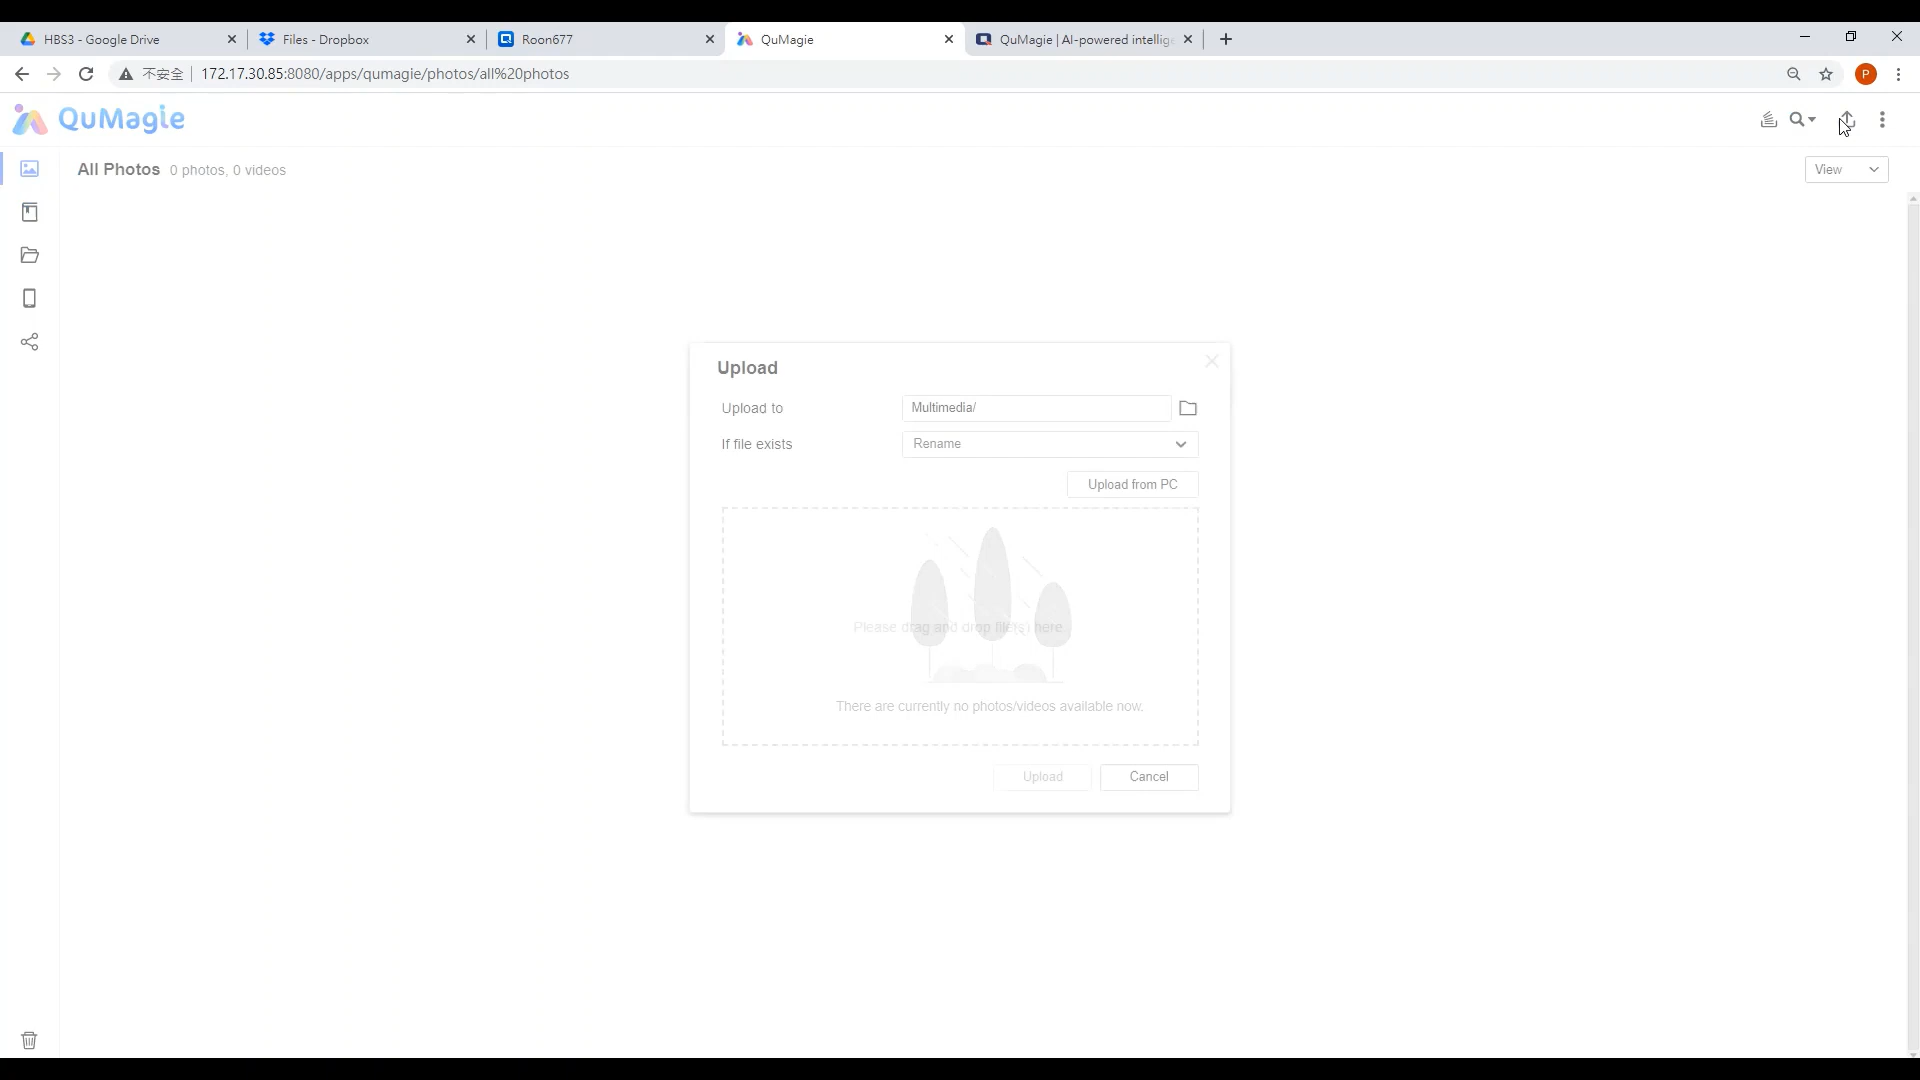 HBS3 - Google Drive
Files - Dropbox
Roon677
QuMagie
QuMagie | AI-powered intellig
不安全
172.17.30.85:8080/apps/qumagie/photos/all%20photos
P
QuMagie
All Photos 0 photos, 0 videos
View
Upload
Upload to Multimedia/
If file exists Rename
Upload from PC
Please drag and drop file(s) here.
There are currently no photos/videos available now.
Upload Cancel